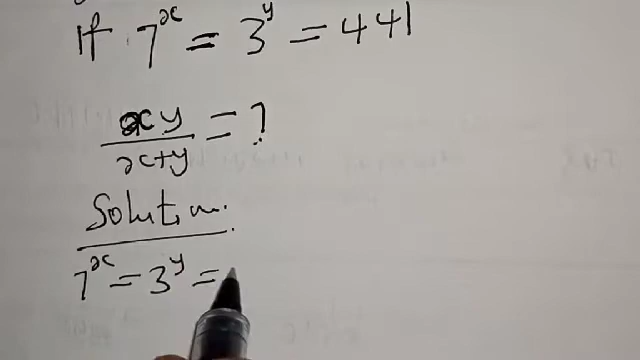 If 7^x = 3^y = 441
xy/x+y = ?
Solution.
7^x = 3^y =